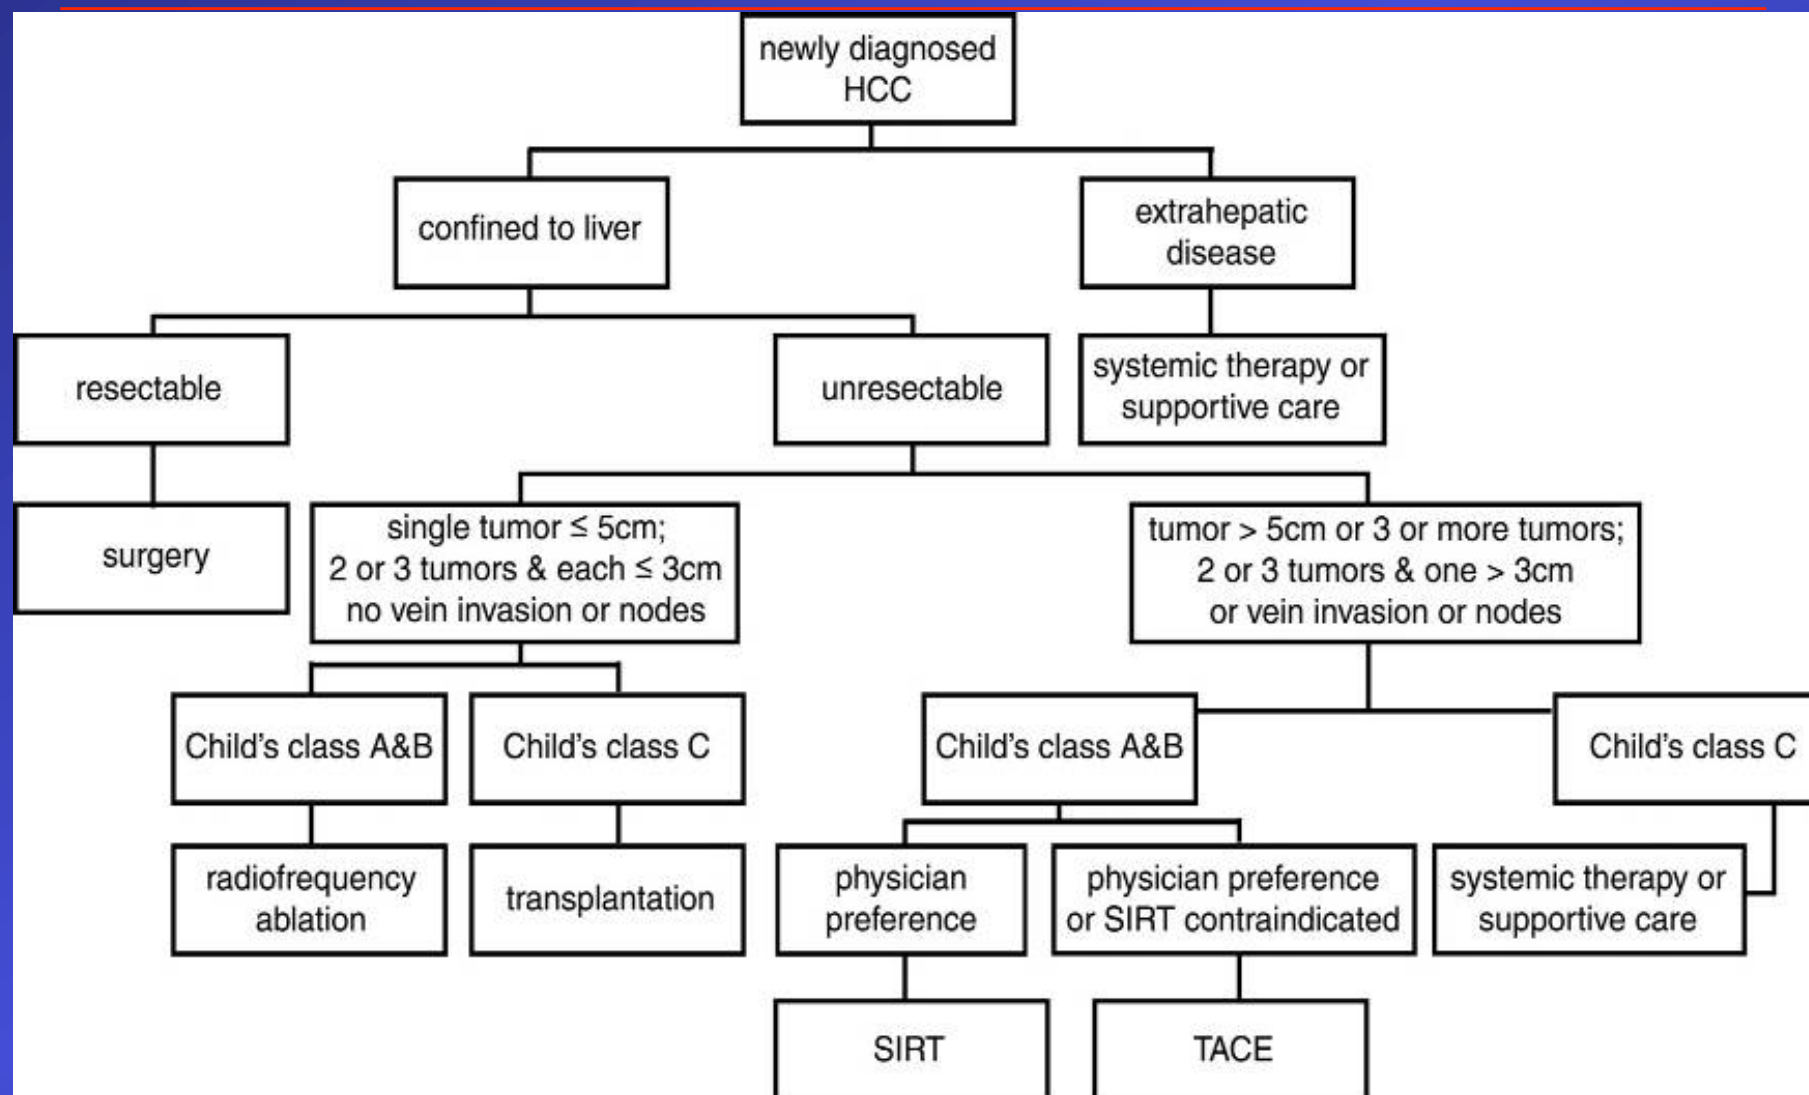 newly diagnosed
HCC
confined to liver
extrahepatic
disease
resectable
unresectable
systemic therapy or
supportive care
surgery
single tumor ≤ 5cm;
2 or 3 tumors & each ≤ 3cm
no vein invasion or nodes
tumor > 5cm or 3 or more tumors;
2 or 3 tumors & one > 3cm
or vein invasion or nodes
Child's class A&B
Child's class C
Child's class A&B
Child's class C
radiofrequency
ablation
transplantation
physician
preference
physician preference
or SIRT contraindicated
systemic therapy or
supportive care
SIRT
TACE